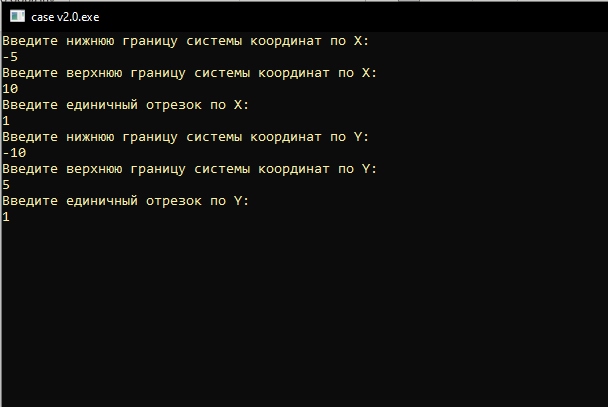 case v2.0.exe
Введите нижнюю границу системы координат по X:
-5
Введите верхнюю границу системы координат по X:
10
Введите единичный отрезок по X:
1
Введите нижнюю границу системы координат по Y:
-10
Введите верхнюю границу системы координат по Y:
5
Введите единичный отрезок по Y:
1